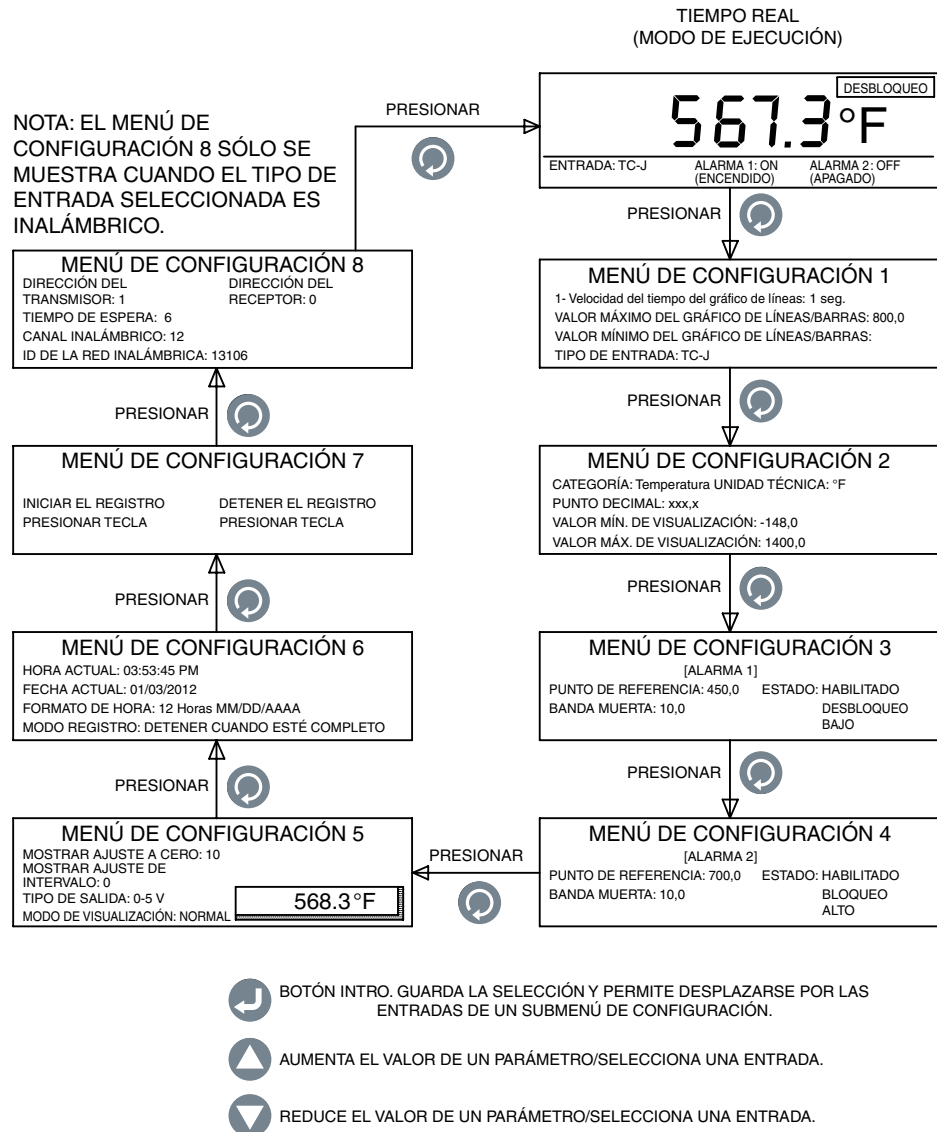 TIEMPO REAL
(MODO DE EJECUCIÓN)
DESBLOQUEO
567.3°F
ENTRADA: TC-J
ALARMA 1: ON
(ENCENDIDO)
ALARMA 2: OFF
(APAGADO)
PRESIONAR
NOTA: EL MENÚ DE
CONFIGURACIÓN 8 SÓLO SE
MUESTRA CUANDO EL TIPO DE
ENTRADA SELECCIONADA ES
INALÁMBRICO.
PRESIONAR
MENÚ DE CONFIGURACIÓN 1
1- Velocidad del tiempo del gráfico de líneas: 1 seg.
VALOR MÁXIMO DEL GRÁFICO DE LÍNEAS/BARRAS: 800,0
VALOR MÍNIMO DEL GRÁFICO DE LÍNEAS/BARRAS:
TIPO DE ENTRADA: TC-J
PRESIONAR
MENÚ DE CONFIGURACIÓN 2
CATEGORÍA: Temperatura UNIDAD TÉCNICA: °F
PUNTO DECIMAL: xxx,x
VALOR MÍN. DE VISUALIZACIÓN: -148,0
VALOR MÁX. DE VISUALIZACIÓN: 1400,0
PRESIONAR
MENÚ DE CONFIGURACIÓN 3
[ALARMA 1]
PUNTO DE REFERENCIA: 450,0 ESTADO: HABILITADO
BANDA MUERTA: 10,0 DESBLOQUEO
BAJO
PRESIONAR
MENÚ DE CONFIGURACIÓN 4
[ALARMA 2]
PUNTO DE REFERENCIA: 700,0 ESTADO: HABILITADO
BANDA MUERTA: 10,0 BLOQUEO
ALTO
PRESIONAR
MENÚ DE CONFIGURACIÓN 5
MOSTRAR AJUSTE A CERO: 10
MOSTRAR AJUSTE DE
INTERVALO: 0
TIPO DE SALIDA: 0-5 V
MODO DE VISUALIZACIÓN: NORMAL
568.3°F
PRESIONAR
MENÚ DE CONFIGURACIÓN 6
HORA ACTUAL: 03:53:45 PM
FECHA ACTUAL: 01/03/2012
FORMATO DE HORA: 12 Horas MM/DD/AAAA
MODO REGISTRO: DETENER CUANDO ESTÉ COMPLETO
PRESIONAR
MENÚ DE CONFIGURACIÓN 7
INICIAR EL REGISTRO DETENER EL REGISTRO
PRESIONAR TECLA PRESIONAR TECLA
PRESIONAR
MENÚ DE CONFIGURACIÓN 8
DIRECCIÓN DEL DIRECCIÓN DEL
TRANSMISOR: 1 RECEPTOR: 0
TIEMPO DE ESPERA: 6
CANAL INALÁMBRICO: 12
ID DE LA RED INALÁMBRICA: 13106
BOTÓN INTRO. GUARDA LA SELECCIÓN Y PERMITE DESPLAZARSE POR LAS
ENTRADAS DE UN SUBMENÚ DE CONFIGURACIÓN.
AUMENTA EL VALOR DE UN PARÁMETRO/SELECCIONA UNA ENTRADA.
REDUCE EL VALOR DE UN PARÁMETRO/SELECCIONA UNA ENTRADA.